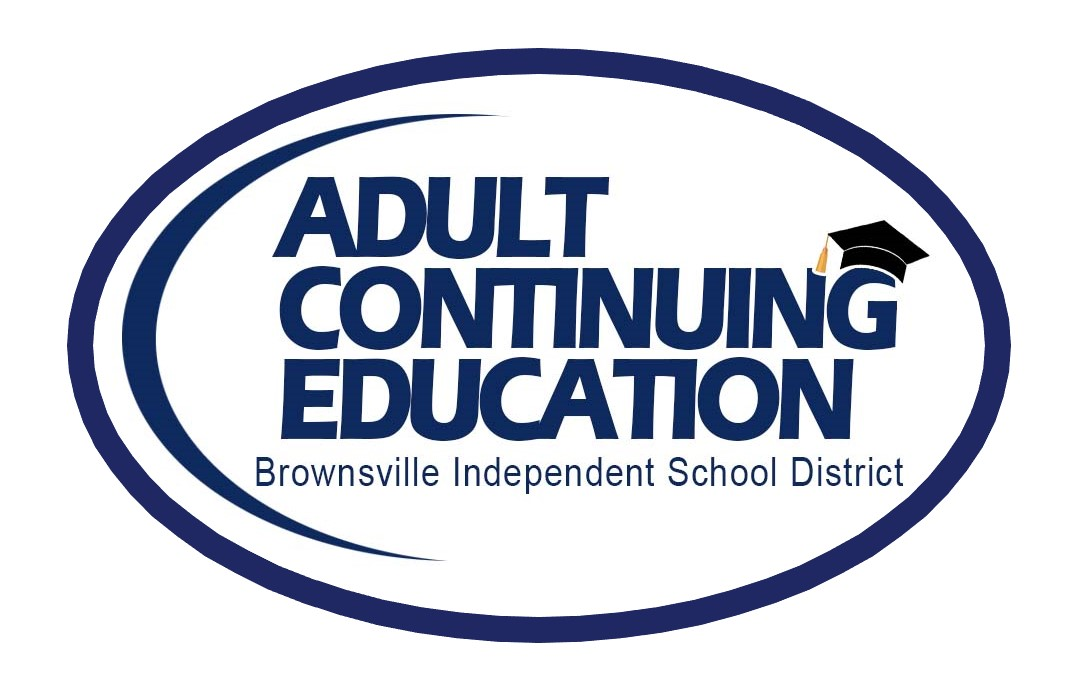 ADULT
CONTINUING
EDUCATION
Brownsville Independent School District